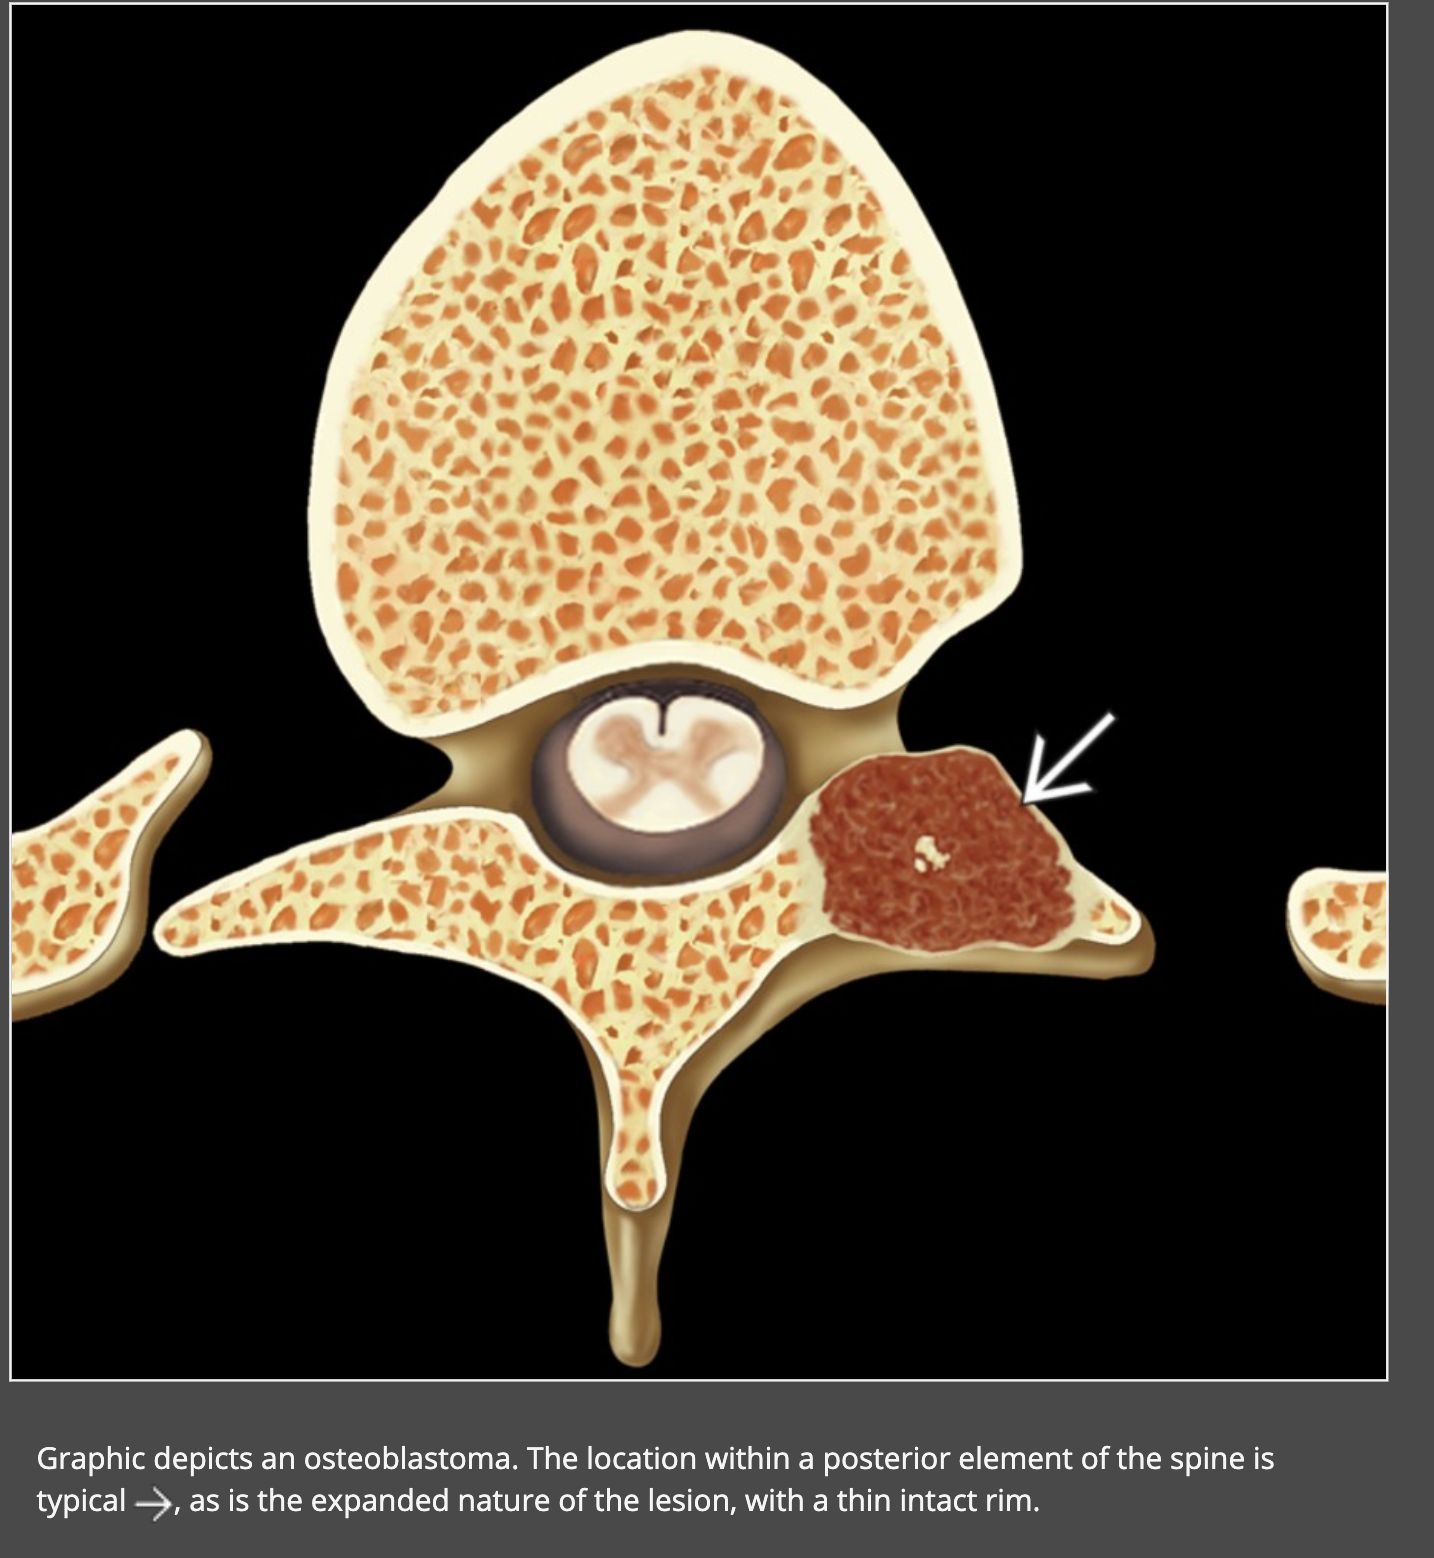 Graphic depicts an osteoblastoma. The location within a posterior element of the spine is
typical →, as is the expanded nature of the lesion, with a thin intact rim.